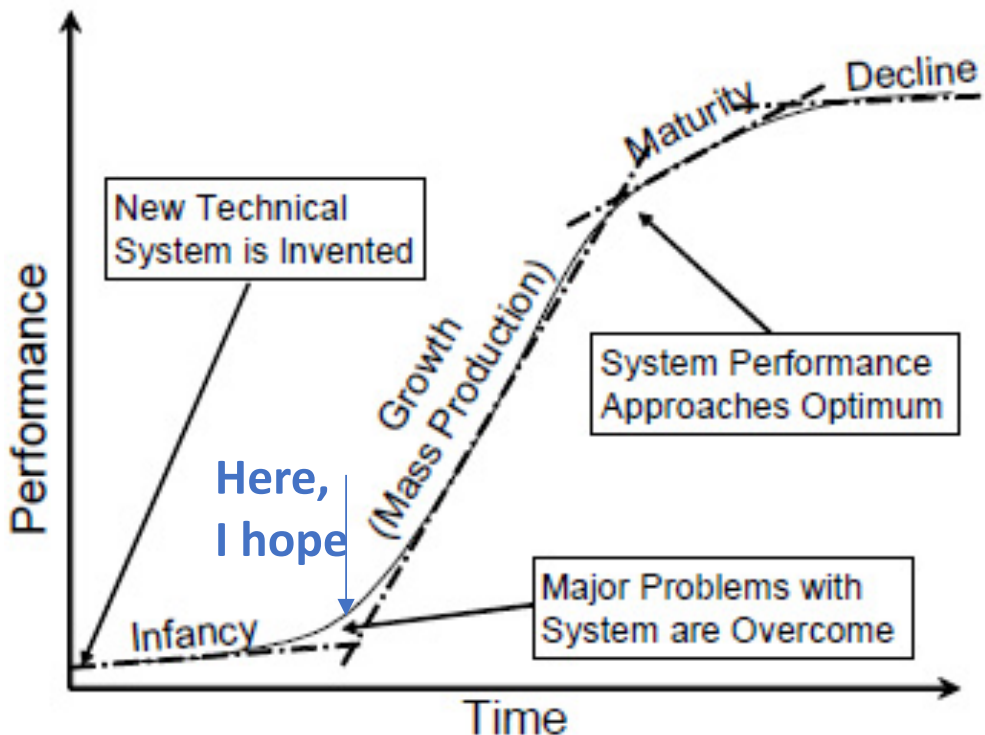 Decline
Maturity
New Technical
System is Invented
Performance
Growth
(Mass Production)
System Performance
Approaches Optimum
Here,
I hope
Major Problems with
System are Overcome
Infancy
Time